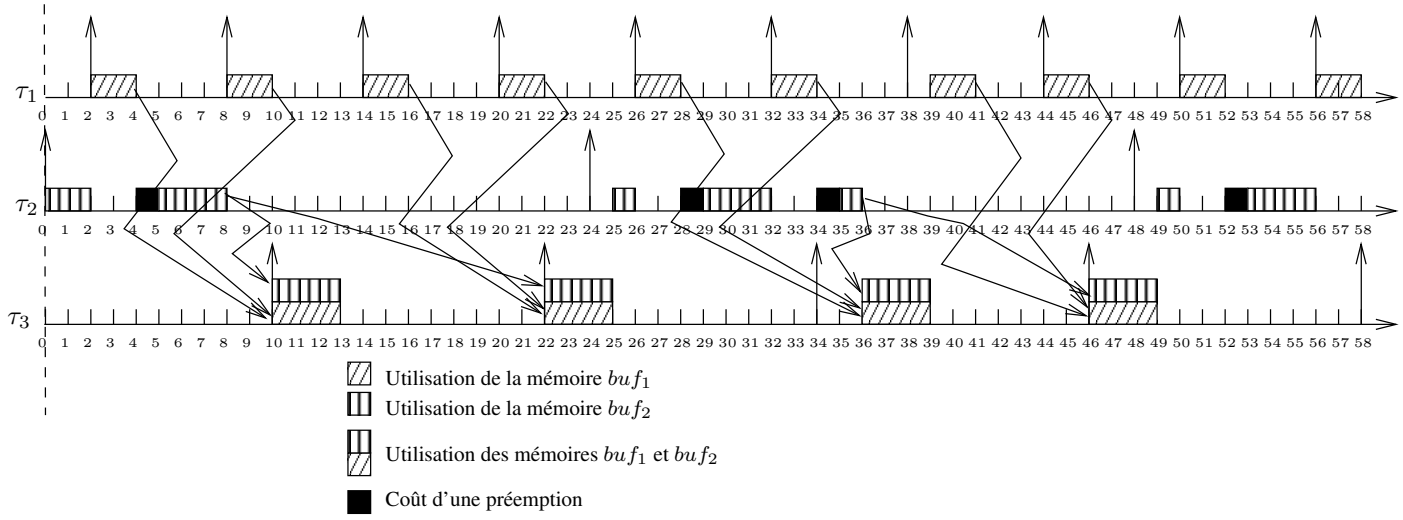 τ1
0 1 2 3 4 5 6 7 8 9 10 11 12 13 14 15 16 17 18 19 20 21 22 23 24 25 26 27 28 29 30 31 32 33 34 35 36 37 38 39 40 41 42 43 44 45 46 47 48 49 50 51 52 53 54 55 56 57 58
τ2
0 1 2 3 4 5 6 7 8 9 10 11 12 13 14 15 16 17 18 19 20 21 22 23 24 25 26 27 28 29 30 31 32 33 34 35 36 37 38 39 40 41 42 43 44 45 46 47 48 49 50 51 52 53 54 55 56 57 58
τ3
0 1 2 3 4 5 6 7 8 9 10 11 12 13 14 15 16 17 18 19 20 21 22 23 24 25 26 27 28 29 30 31 32 33 34 35 36 37 38 39 40 41 42 43 44 45 46 47 48 49 50 51 52 53 54 55 56 57 58
Utilisation de la mémoire buf1
Utilisation de la mémoire buf2
Utilisation des mémoires buf1 et buf2
Coût d'une préemption